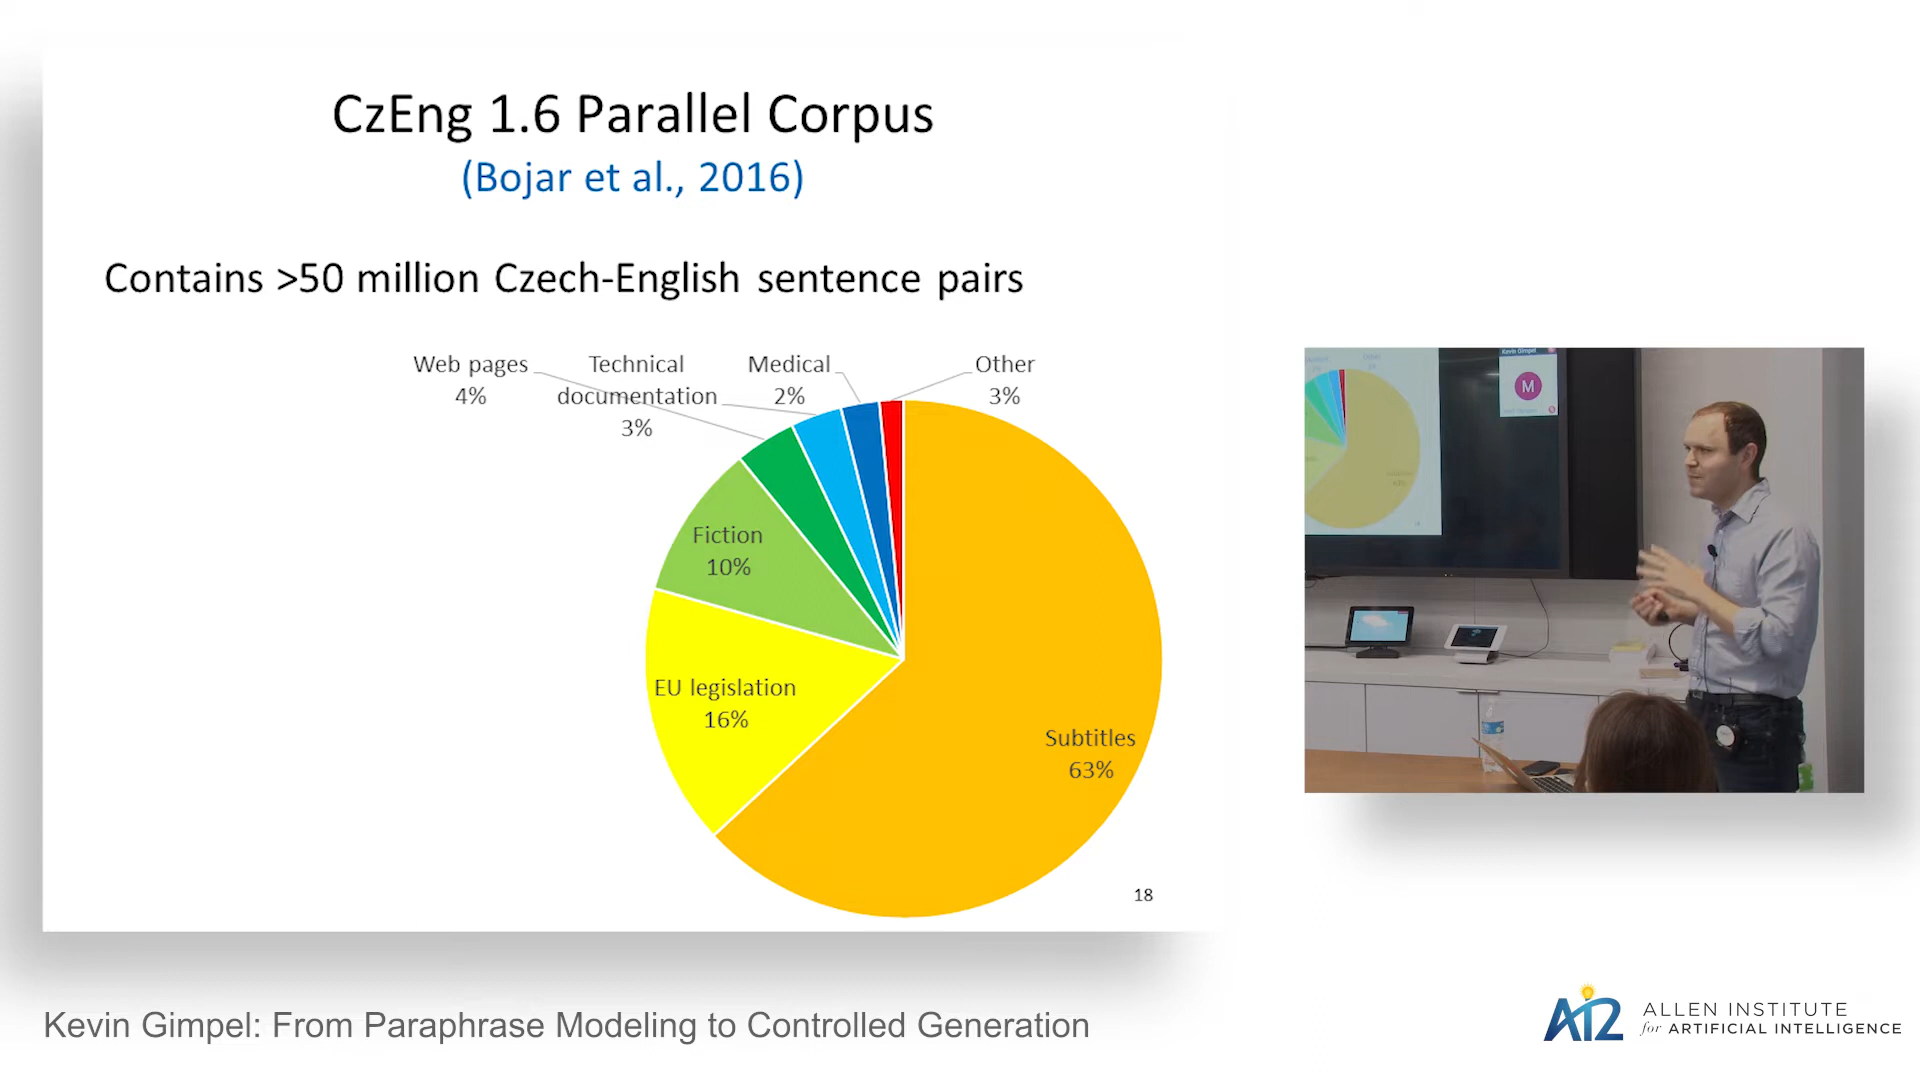 CzEng 1.6 Parallel Corpus
(Bojar et al., 2016)
Contains >50 million Czech-English sentence pairs
Web pages
4%
Technical
documentation
3%
Medical
2%
Other
3%
Fiction
10%
EU legislation
16%
Subtitles
63%
18
Kevin Gimpel
M
Kevin Gimpel: From Paraphrase Modeling to Controlled Generation
AI2
ALLEN INSTITUTE
for ARTIFICIAL INTELLIGENCE